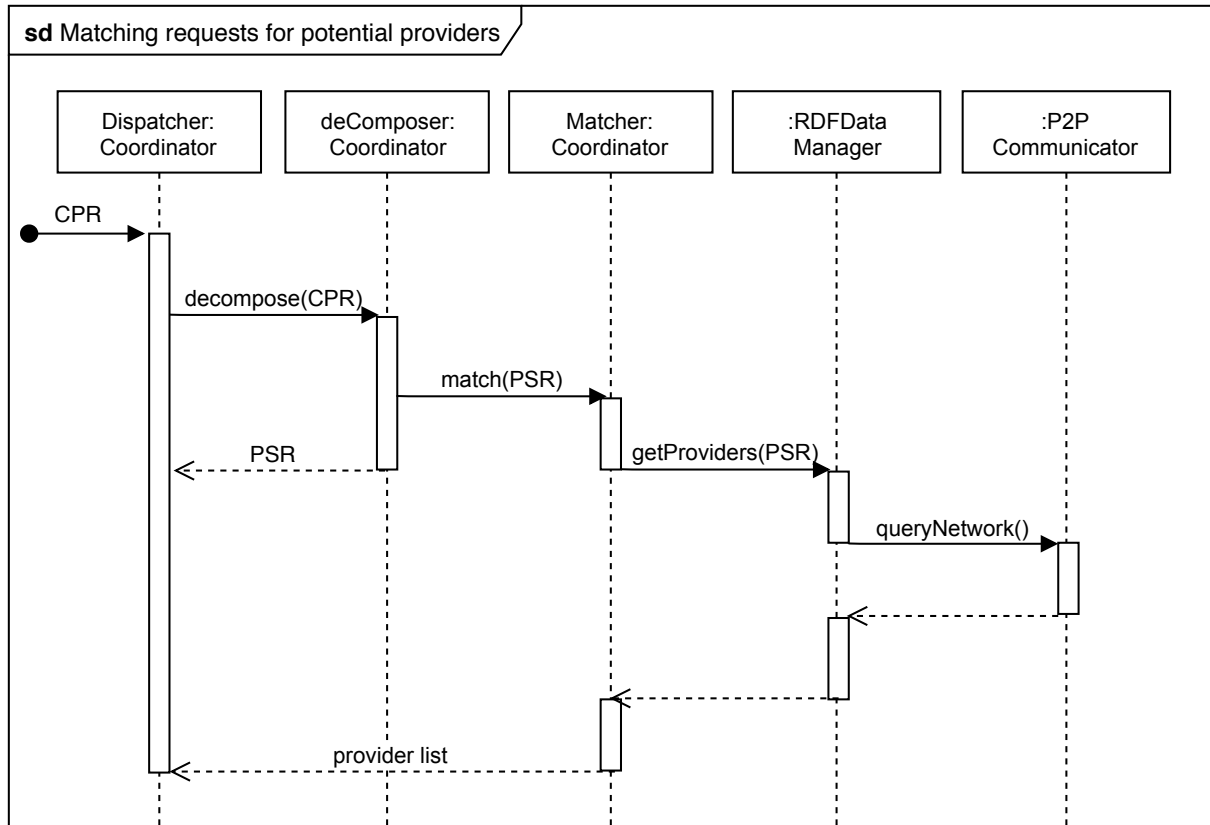 sd Matching requests for potential providers
Dispatcher:
Coordinator
deComposer:
Coordinator
Matcher:
Coordinator
:RDFData
Manager
:P2P
Communicator
CPR
decompose(CPR)
match(PSR)
PSR
getProviders(PSR)
queryNetwork()
provider list